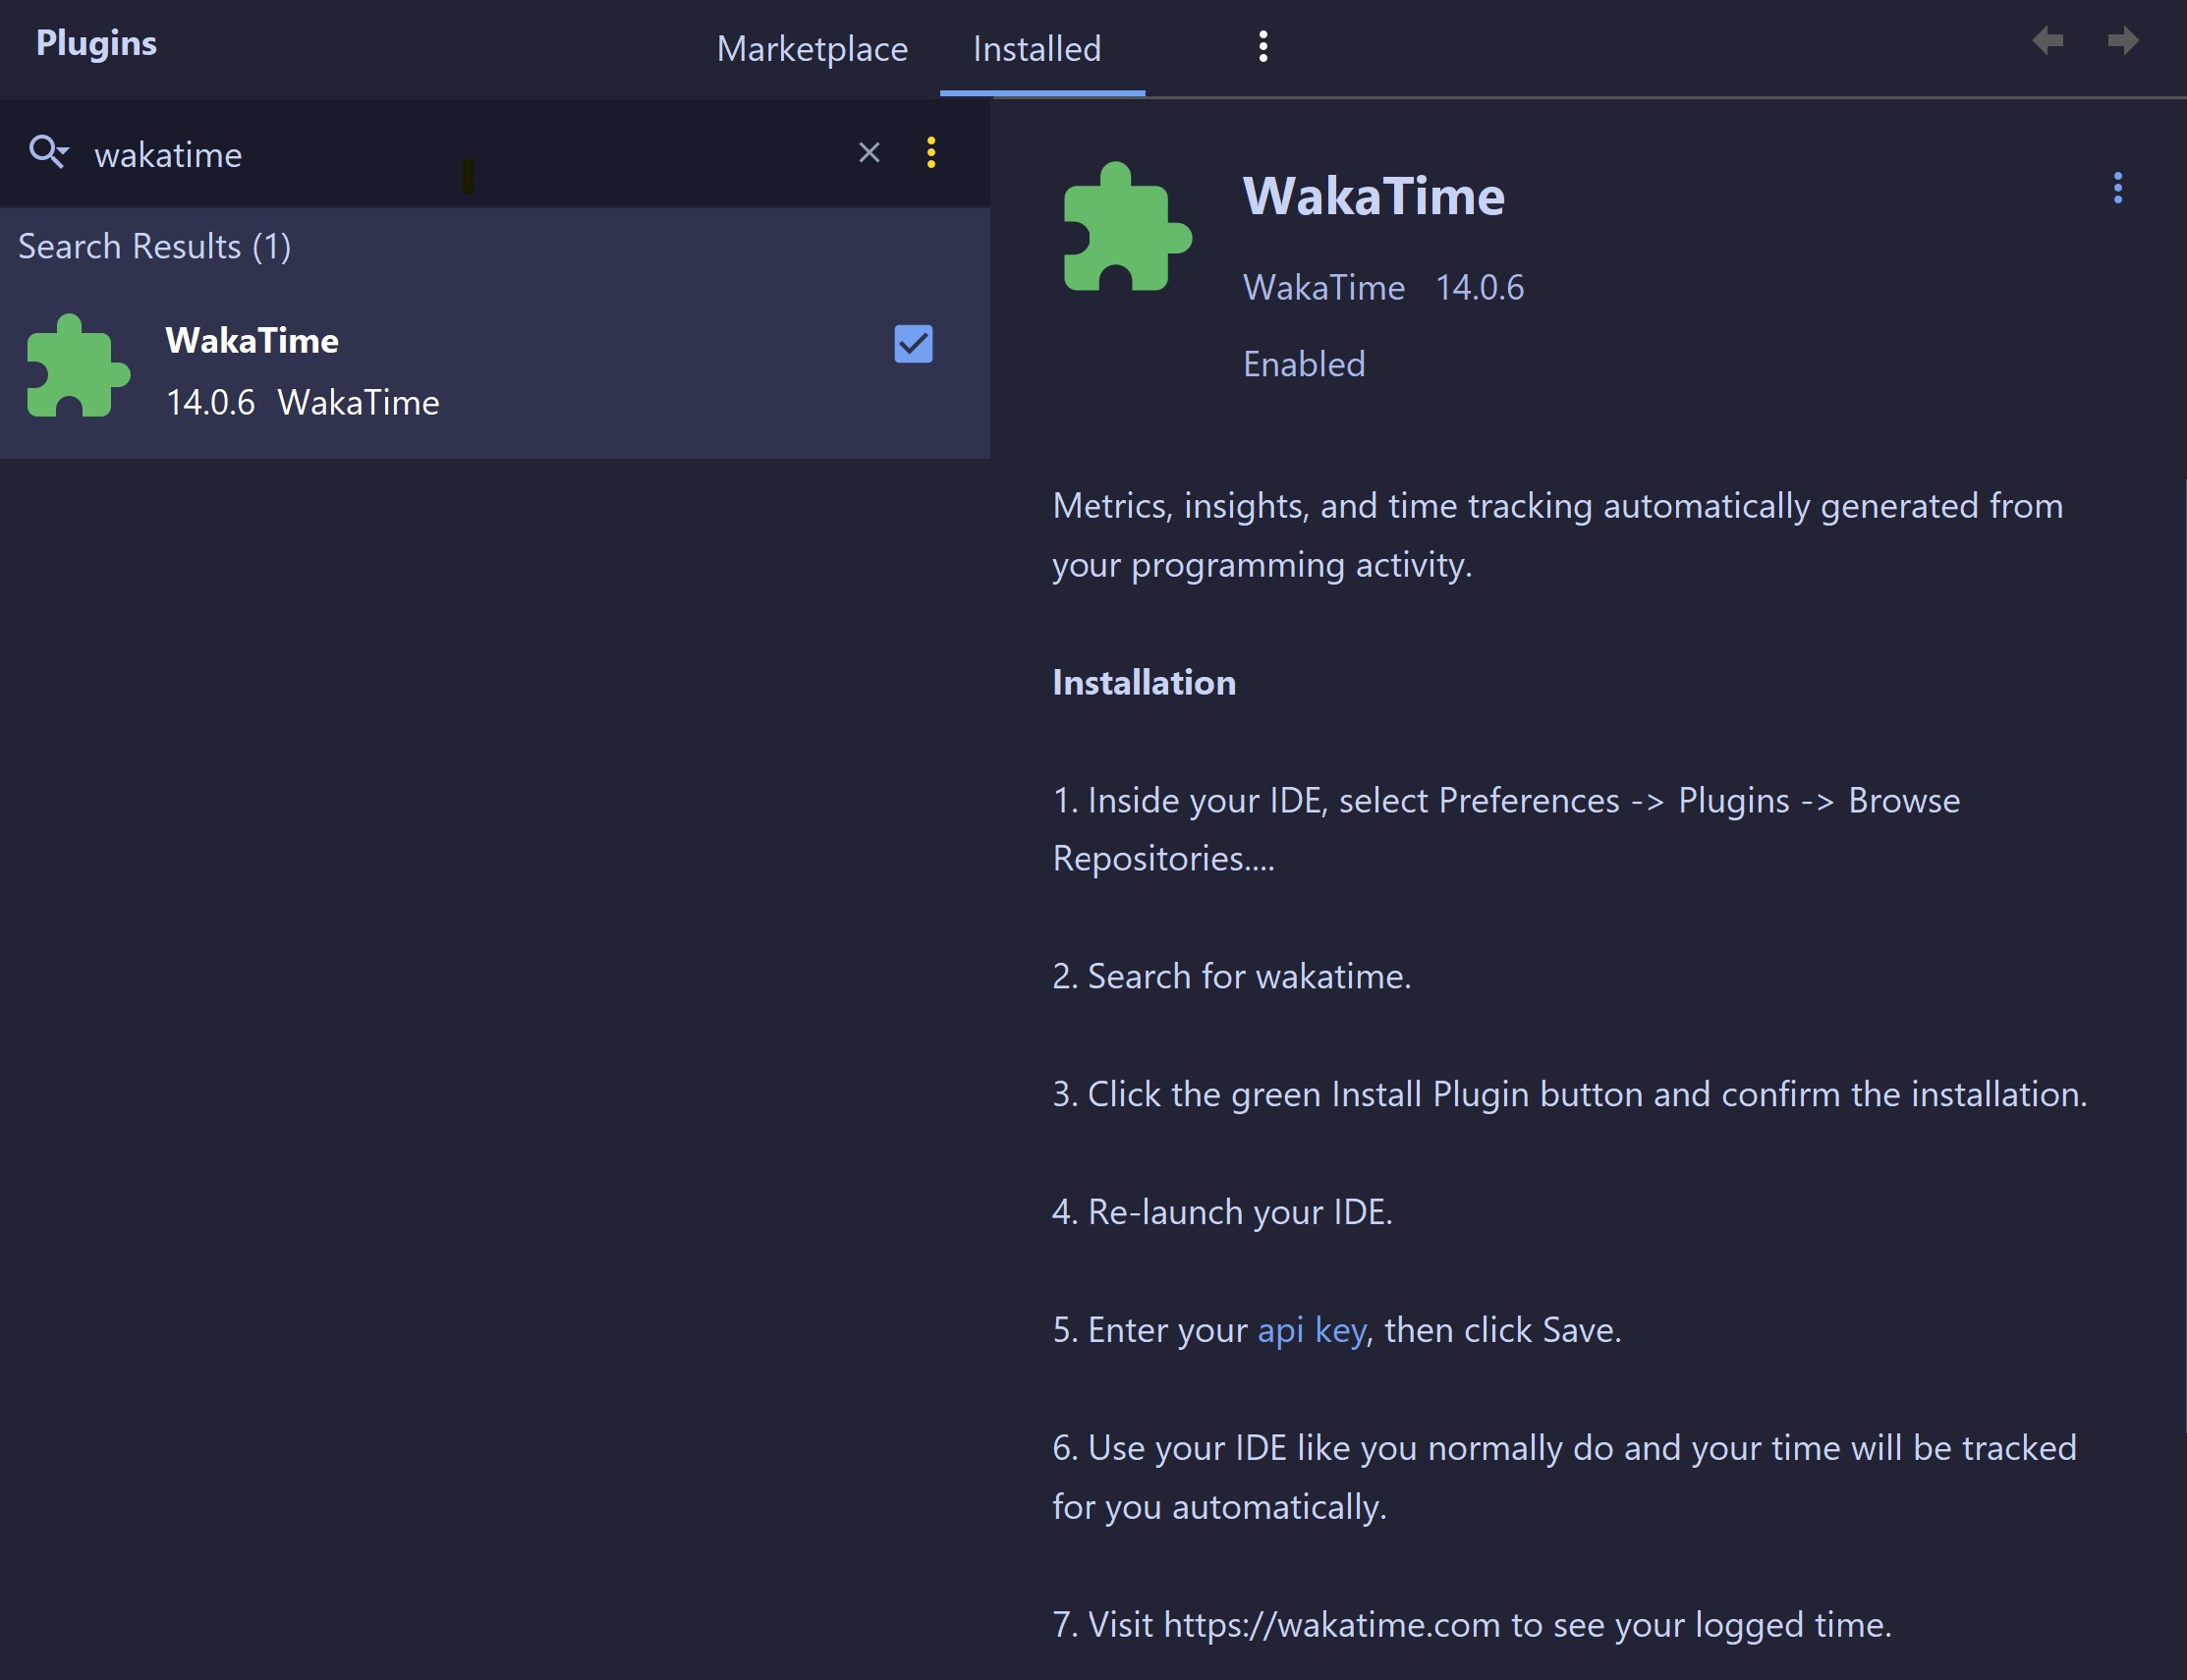 Plugins
Marketplace
Installed
wakatime
Search Results (1)
WakaTime
14.0.6 WakaTime
WakaTime
WakaTime 14.0.6
Enabled
Metrics, insights, and time tracking automatically generated from
your programming activity.
Installation
1. Inside your IDE, select Preferences -> Plugins -> Browse
Repositories....
2. Search for wakatime.
3. Click the green Install Plugin button and confirm the installation.
4. Re-launch your IDE.
5. Enter your api key, then click Save.
6. Use your IDE like you normally do and your time will be tracked
for you automatically.
7. Visit https://wakatime.com to see your logged time.